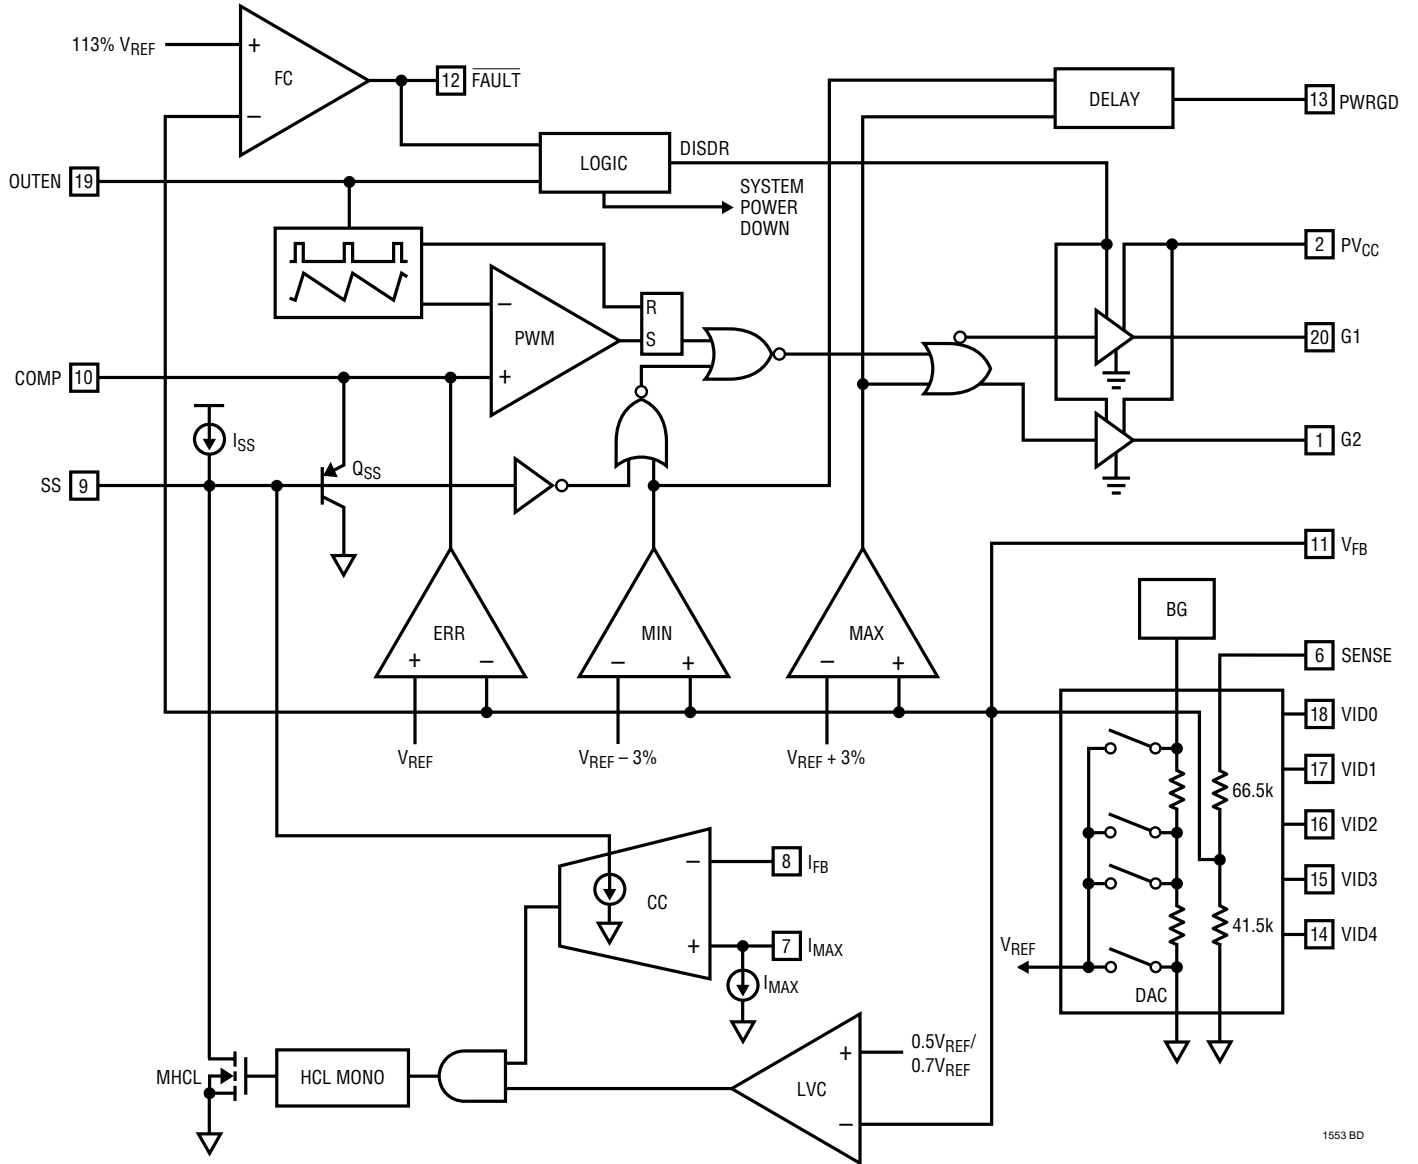 113% VREF
+
FC
−
12
FAULT
DELAY
13
PWRGD
OUTEN
19
LOGIC
DISDR
SYSTEM
POWER
DOWN
2
PVCC
−
PWM
+
R
S
20
G1
COMP
10
1
G2
ISS
SS
9
QSS
11
VFB
BG
ERR
+
−
MIN
−
+
MAX
−
+
6
SENSE
18
VID0
17
VID1
16
VID2
15
VID3
14
VID4
VREF
VREF – 3%
VREF + 3%
66.5k
41.5k
VREF
DAC
−
CC
+
8
IFB
7
IMAX
IMAX
MHCL
HCL MONO
LVC
+
−
0.5VREF/
0.7VREF
1553 BD